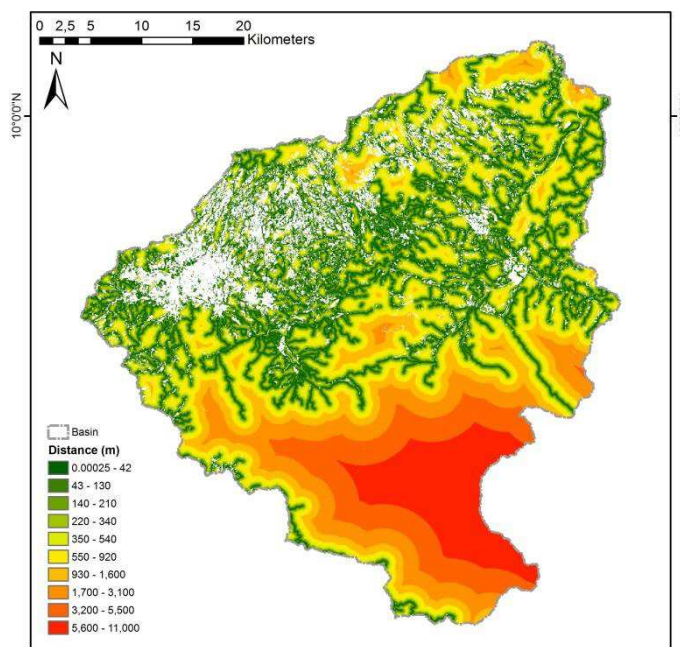 0 2,5 5 10 15 20
Kilometers
N
10°0'0"N
Basin
Distance (m)
0.00025 - 42
43 - 130
140 - 210
220 - 340
350 - 540
550 - 920
930 - 1,600
1,700 - 3,100
3,200 - 5,500
5,600 - 11,000